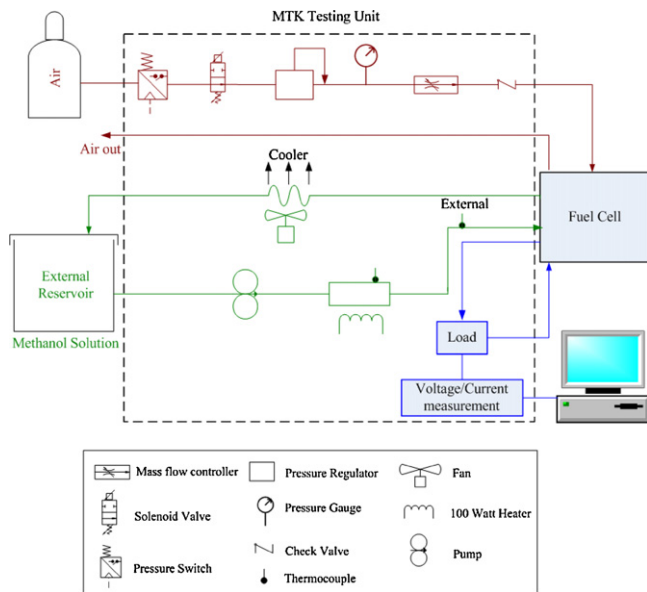 MTK Testing Unit
Air
Air out
Cooler
External
Fuel Cell
External
Reservoir
Methanol Solution
Load
Voltage/Current
measurement
Mass flow controller
Pressure Regulator
Fan
Solenoid Valve
Pressure Gauge
100 Watt Heater
Pressure Switch
Check Valve
Pump
Thermocouple